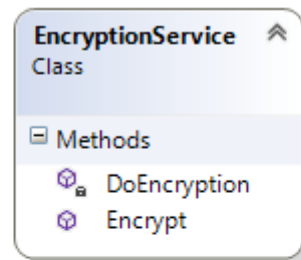 EncryptionService
Class
Methods
DoEncryption
Encrypt